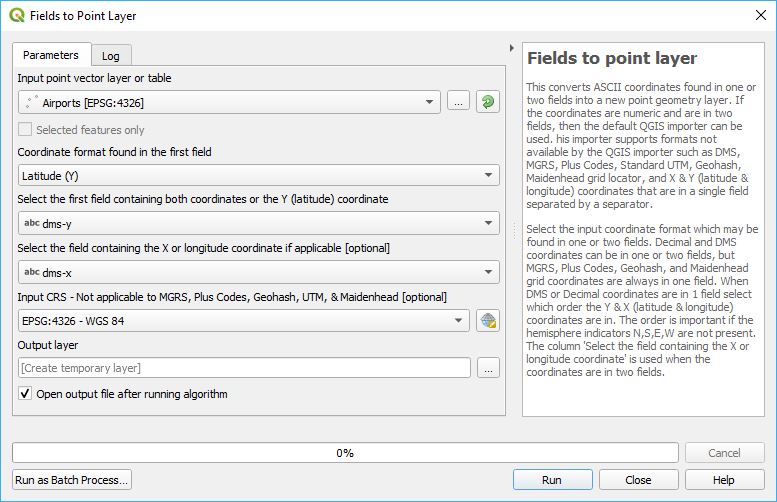 Fields to Point Layer
Parameters
Log
Input point vector layer or table
Airports [EPSG:4326]
...
Selected features only
Coordinate format found in the first field
Latitude (Y)
Select the first field containing both coordinates or the Y (latitude) coordinate
abc dms-y
Select the field containing the X or longitude coordinate if applicable [optional]
abc dms-x
Input CRS - Not applicable to MGRS, Plus Codes, Geohash, UTM, & Maidenhead [optional]
EPSG:4326 - WGS 84
Output layer
[Create temporary layer]
...
Open output file after running algorithm
Fields to point layer
This converts ASCII coordinates found in one or
two fields into a new point geometry layer. If
the coordinates are numeric and are in two
fields, then the default QGIS importer can be
used. his importer supports formats not
available by the QGIS importer such as DMS,
MGRS, Plus Codes, Standard UTM, Geohash,
Maidenhead grid locator, and X & Y (latitude &
longitude) coordinates that are in a single field
separated by a separator.
Select the input coordinate format which may be
found in one or two fields. Decimal and DMS
coordinates can be in one or two fields, but
MGRS, Plus Codes, Geohash, and Maidenhead
grid coordinates are always in one field. When
DMS or Decimal coordinates are in 1 field select
which order the Y & X (latitude & longitude)
coordinates are in. The order is important if the
hemisphere indicators N,S,E,W are not present.
The column 'Select the field containing the X or
longitude coordinate' is used when the
coordinates are in two fields.
0%
Cancel
Run as Batch Process...
Run
Close
Help